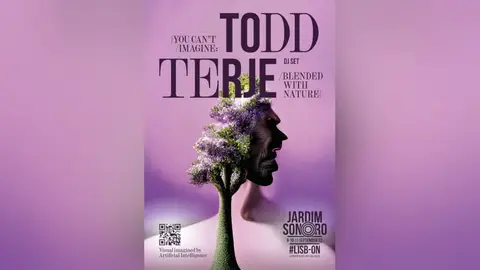 /YOU CAN'T
/IMAGINE:
TODD
DJ SET
TERJE
/BLENDED
WITH
NATURE/
JARDIM
SONORO
#LISB-ON
Visual imagined by
Artificial Intelligence